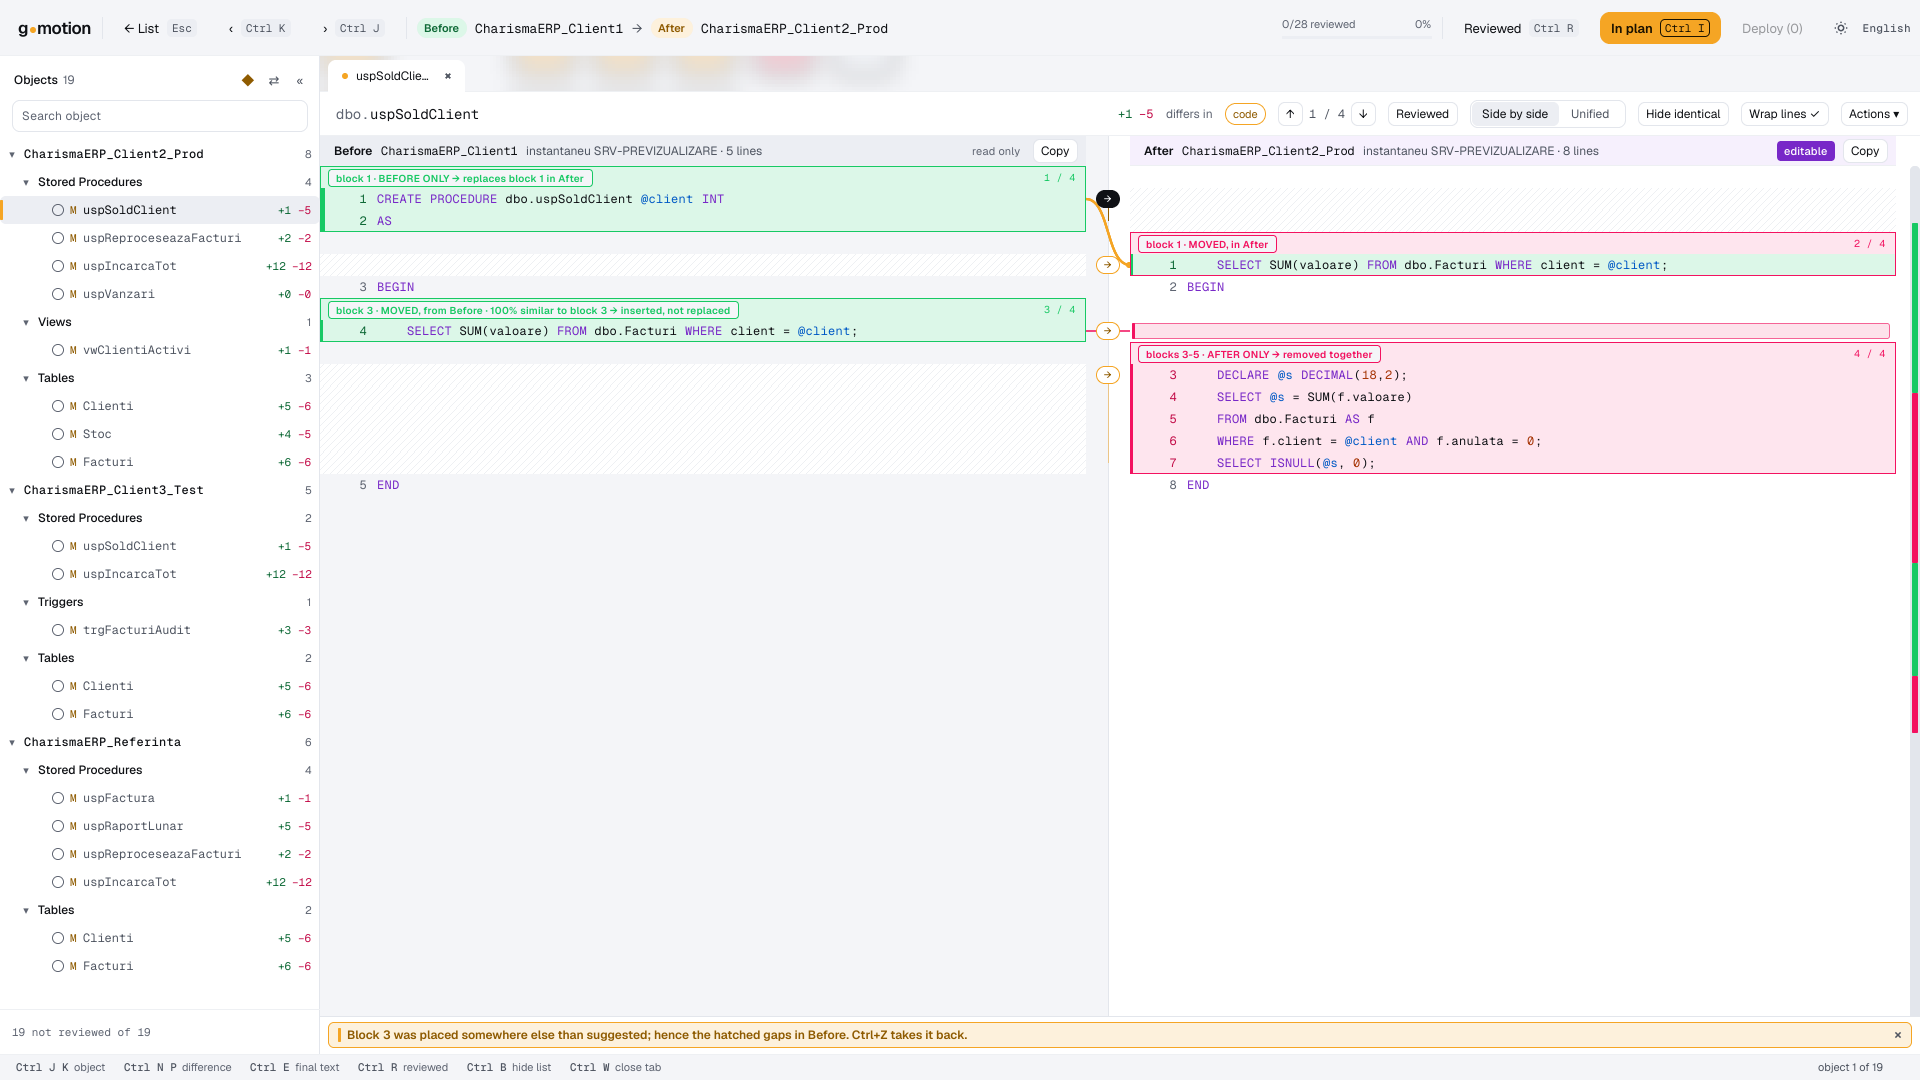 g●motion
← List Esc ‹ Ctrl K › Ctrl J Before CharismaERP_Client1 → After CharismaERP_Client2_Prod 0/28 reviewed 0% Reviewed Ctrl R In plan Ctrl I Deploy (0) English
Objects 19 ⇄ «
Search object
▾ CharismaERP_Client2_Prod 8
▾ Stored Procedures 4
M uspSoldClient +1 −5
M uspReproceseazaFacturi +2 −2
M uspIncarcaTot +12 −12
M uspVanzari +0 −0
▾ Views 1
M vwClientiActivi +1 −1
▾ Tables 3
M Clienti +5 −6
M Stoc +4 −5
M Facturi +6 −6
▾ CharismaERP_Client3_Test 5
▾ Stored Procedures 2
M uspSoldClient +1 −5
M uspIncarcaTot +12 −12
▾ Triggers 1
M trgFacturiAudit +3 −3
▾ Tables 2
M Clienti +5 −6
M Facturi +6 −6
▾ CharismaERP_Referinta 6
▾ Stored Procedures 4
M uspFactura +1 −1
M uspRaportLunar +5 −5
M uspReproceseazaFacturi +2 −2
M uspIncarcaTot +12 −12
▾ Tables 2
M Clienti +5 −6
M Facturi +6 −6
19 not reviewed of 19
uspSoldClie… ×
dbo.uspSoldClient +1 −5 differs in code ↑ 1 / 4 ↓ Reviewed Side by side Unified Hide identical Wrap lines ✓ Actions ▾
Before CharismaERP_Client1 instantaneu SRV-PREVIZUALIZARE · 5 lines read only Copy
block 1 · BEFORE ONLY → replaces block 1 in After 1 / 4
1 CREATE PROCEDURE dbo.uspSoldClient @client INT
2 AS
3 BEGIN
block 3 · MOVED, from Before · 100% similar to block 3 → inserted, not replaced 3 / 4
4 SELECT SUM(valoare) FROM dbo.Facturi WHERE client = @client;
5 END
→
→
→
→
After CharismaERP_Client2_Prod instantaneu SRV-PREVIZUALIZARE · 8 lines editable Copy
block 1 · MOVED, in After 2 / 4
1 SELECT SUM(valoare) FROM dbo.Facturi WHERE client = @client;
2 BEGIN
blocks 3-5 · AFTER ONLY → removed together 4 / 4
3 DECLARE @s DECIMAL(18,2);
4 SELECT @s = SUM(f.valoare)
5 FROM dbo.Facturi AS f
6 WHERE f.client = @client AND f.anulata = 0;
7 SELECT ISNULL(@s, 0);
8 END
Block 3 was placed somewhere else than suggested; hence the hatched gaps in Before. Ctrl+Z takes it back. ×
Ctrl J K object Ctrl N P difference Ctrl E final text Ctrl R reviewed Ctrl B hide list Ctrl W close tab object 1 of 19